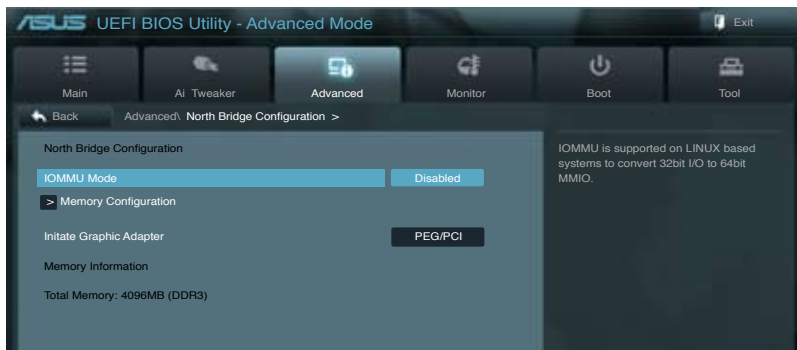 ASUS UEFI BIOS Utility - Advanced Mode
Exit
Main
Ai Tweaker
Advanced
Monitor
Boot
Tool
Back
Advanced\ North Bridge Configuration >
North Bridge Configuration
IOMMU Mode Disabled
> Memory Configuration
Initate Graphic Adapter PEG/PCI
Memory Information
Total Memory: 4096MB (DDR3)
IOMMU is supported on LINUX based
systems to convert 32bit I/O to 64bit
MMIO.